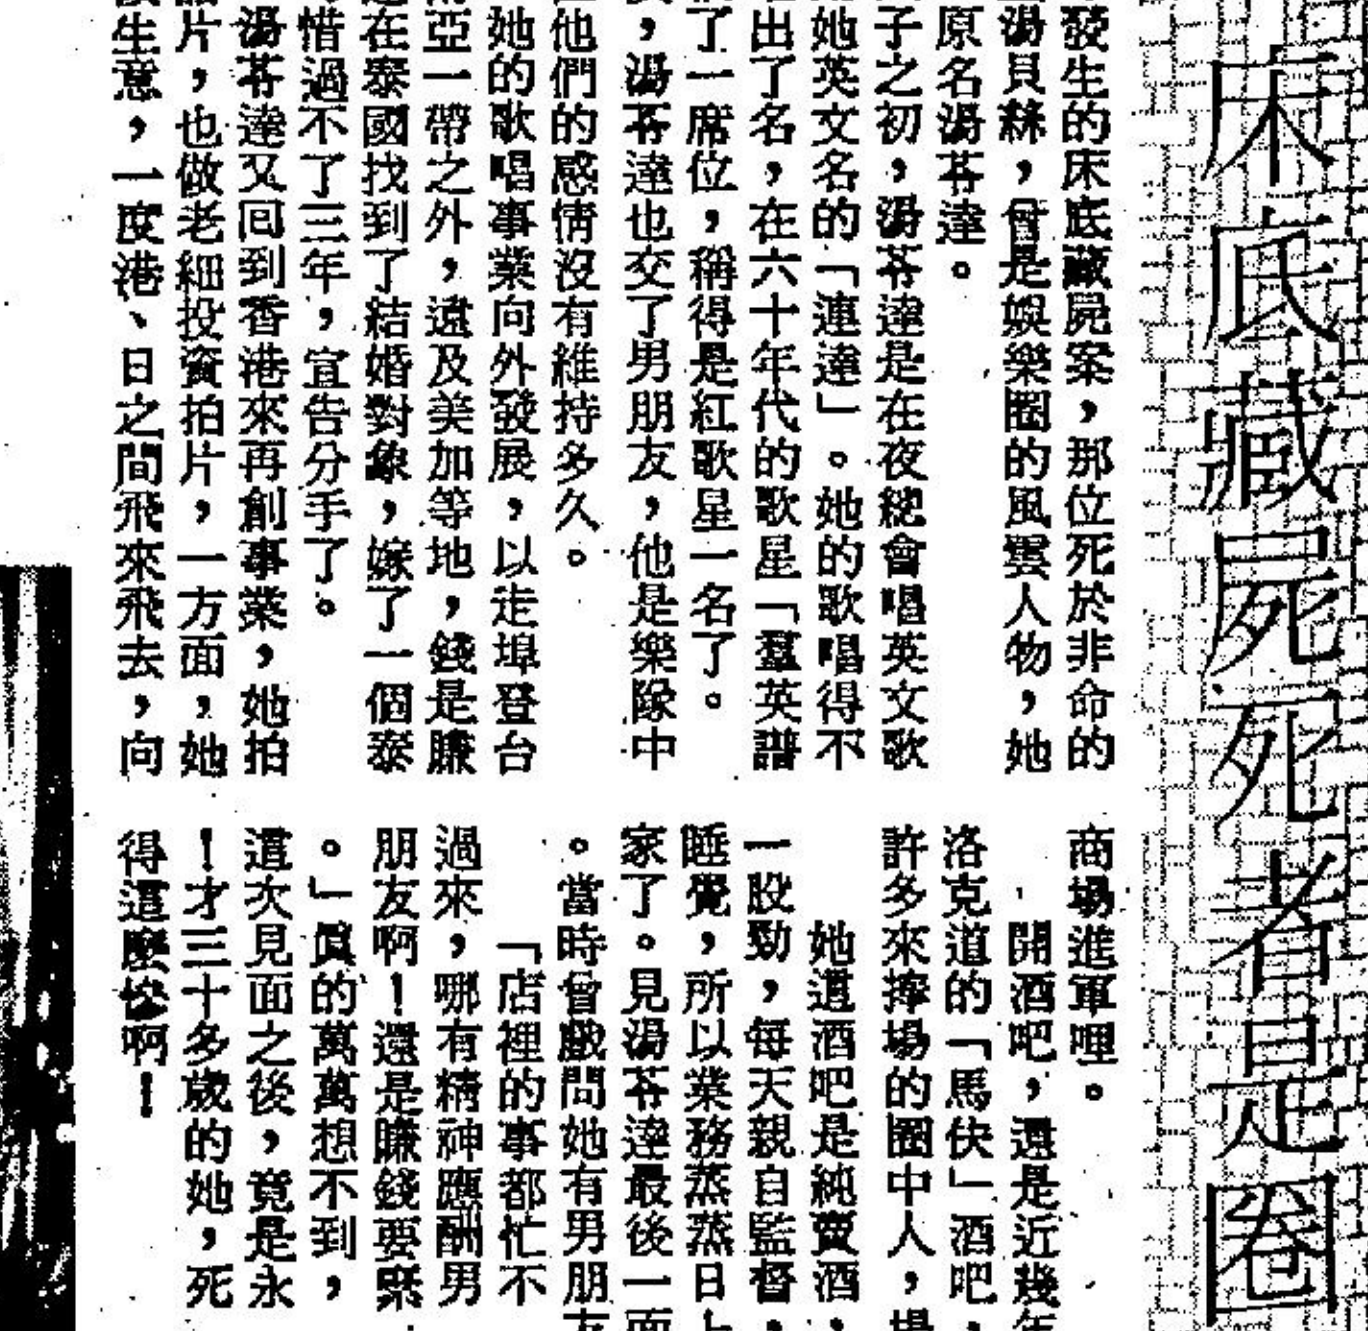 床底藏屍死者是圈
發生的床底藏屍案，那位死於非命的
湯貝絲，曾是娛樂圈的風雲人物，她
原名湯苓達。
子之初，湯苓達是在夜總會唱英文歌
她英文名的「連達」。她的歌唱得不
出了名，在六十年代的歌星「羣英譜
了一席位，稱得是紅歌星一名了。
，湯苓達也交了男朋友，他是樂隊中
他們的感情沒有維持多久。
她的歌唱事業向外發展，以走埠登台
亞一帶之外，遠及美加等地，錢是賺
在泰國找到了結婚對象，嫁了一個泰
惜過不了三年，宣告分手了。
湯苓達又回到香港來再創事業，她拍
片，也做老細投資拍片，一方面，她
生意，一度港、日之間飛來飛去，向
商場進軍哩。
開酒吧，還是近幾年
洛克道的「馬伕」酒吧，
許多來捧場的圈中人，場
她這酒吧是純賣酒，
一股勁，每天親自監督，
睡覺，所以業務蒸蒸日上
家了。見湯苓達最後一面
。當時曾戲問她有男朋友
「店裡的事都忙不
過來，哪有精神應酬男
朋友啊！還是賺錢要緊
。」真的萬萬想不到，
這次見面之後，竟是永
！才三十多歲的她，死
得這麼慘啊！